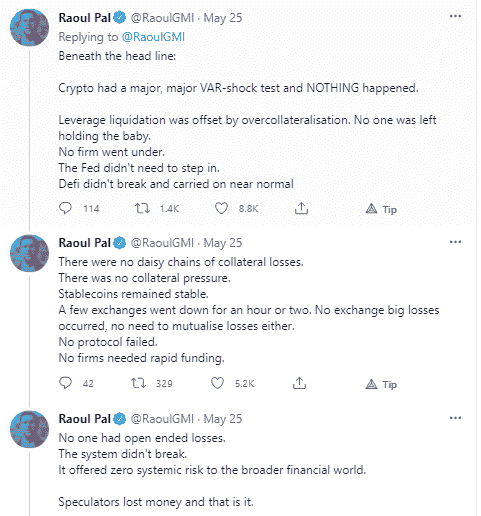 Raoul Pal @RaoulGMI · May 25
Replying to @RaoulGMI
Beneath the head line:
Crypto had a major, major VAR-shock test and NOTHING happened.
Leverage liquidation was offset by overcollateralisation. No one was left
holding the baby.
No firm went under.
The Fed didn't need to step in.
Defi didn't break and carried on near normal
114 1.4K 8.8K Tip
Raoul Pal @RaoulGMI · May 25
There were no daisy chains of collateral losses.
There was no collateral pressure.
Stablecoins remained stable.
A few exchanges went down for an hour or two. No exchange big losses
occurred, no need to mutualise losses either.
No protocol failed.
No firms needed rapid funding.
42 329 5.2K Tip
Raoul Pal @RaoulGMI · May 25
No one had open ended losses.
The system didn't break.
It offered zero systemic risk to the broader financial world.
Speculators lost money and that is it.